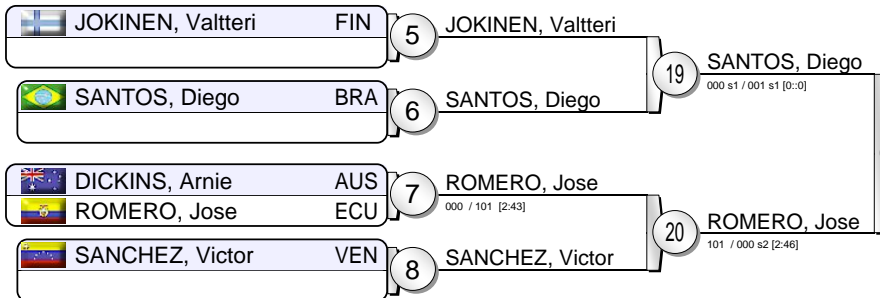 JOKINEN, Valtteri FIN
5
JOKINEN, Valtteri
SANTOS, Diego BRA
6
SANTOS, Diego
19
SANTOS, Diego
000 s1 / 001 s1 [0::0]
DICKINS, Arnie AUS
ROMERO, Jose ECU
7
ROMERO, Jose
000 / 101 [2:43]
SANCHEZ, Victor VEN
8
SANCHEZ, Victor
20
ROMERO, Jose
101 / 000 s2 [2:46]